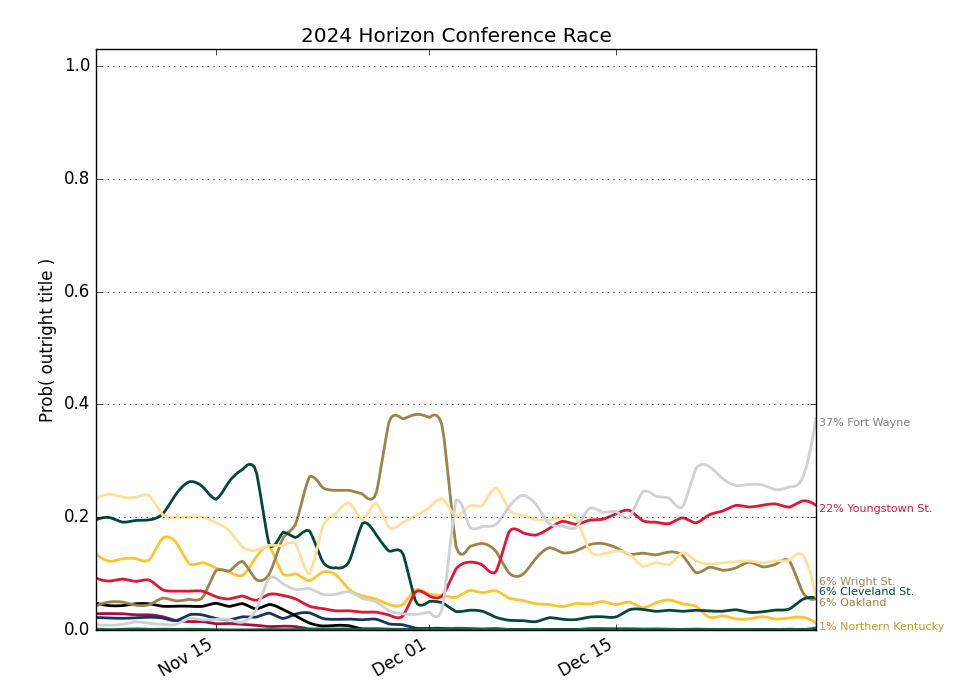 2024 Horizon Conference Race
1.0
0.8
0.6
0.4
0.2
0.0
Prob( outright title )
Nov 15
Dec 01
Dec 15
37% Fort Wayne
22% Youngstown St.
6% Wright St.
6% Cleveland St.
6% Oakland
1% Northern Kentucky